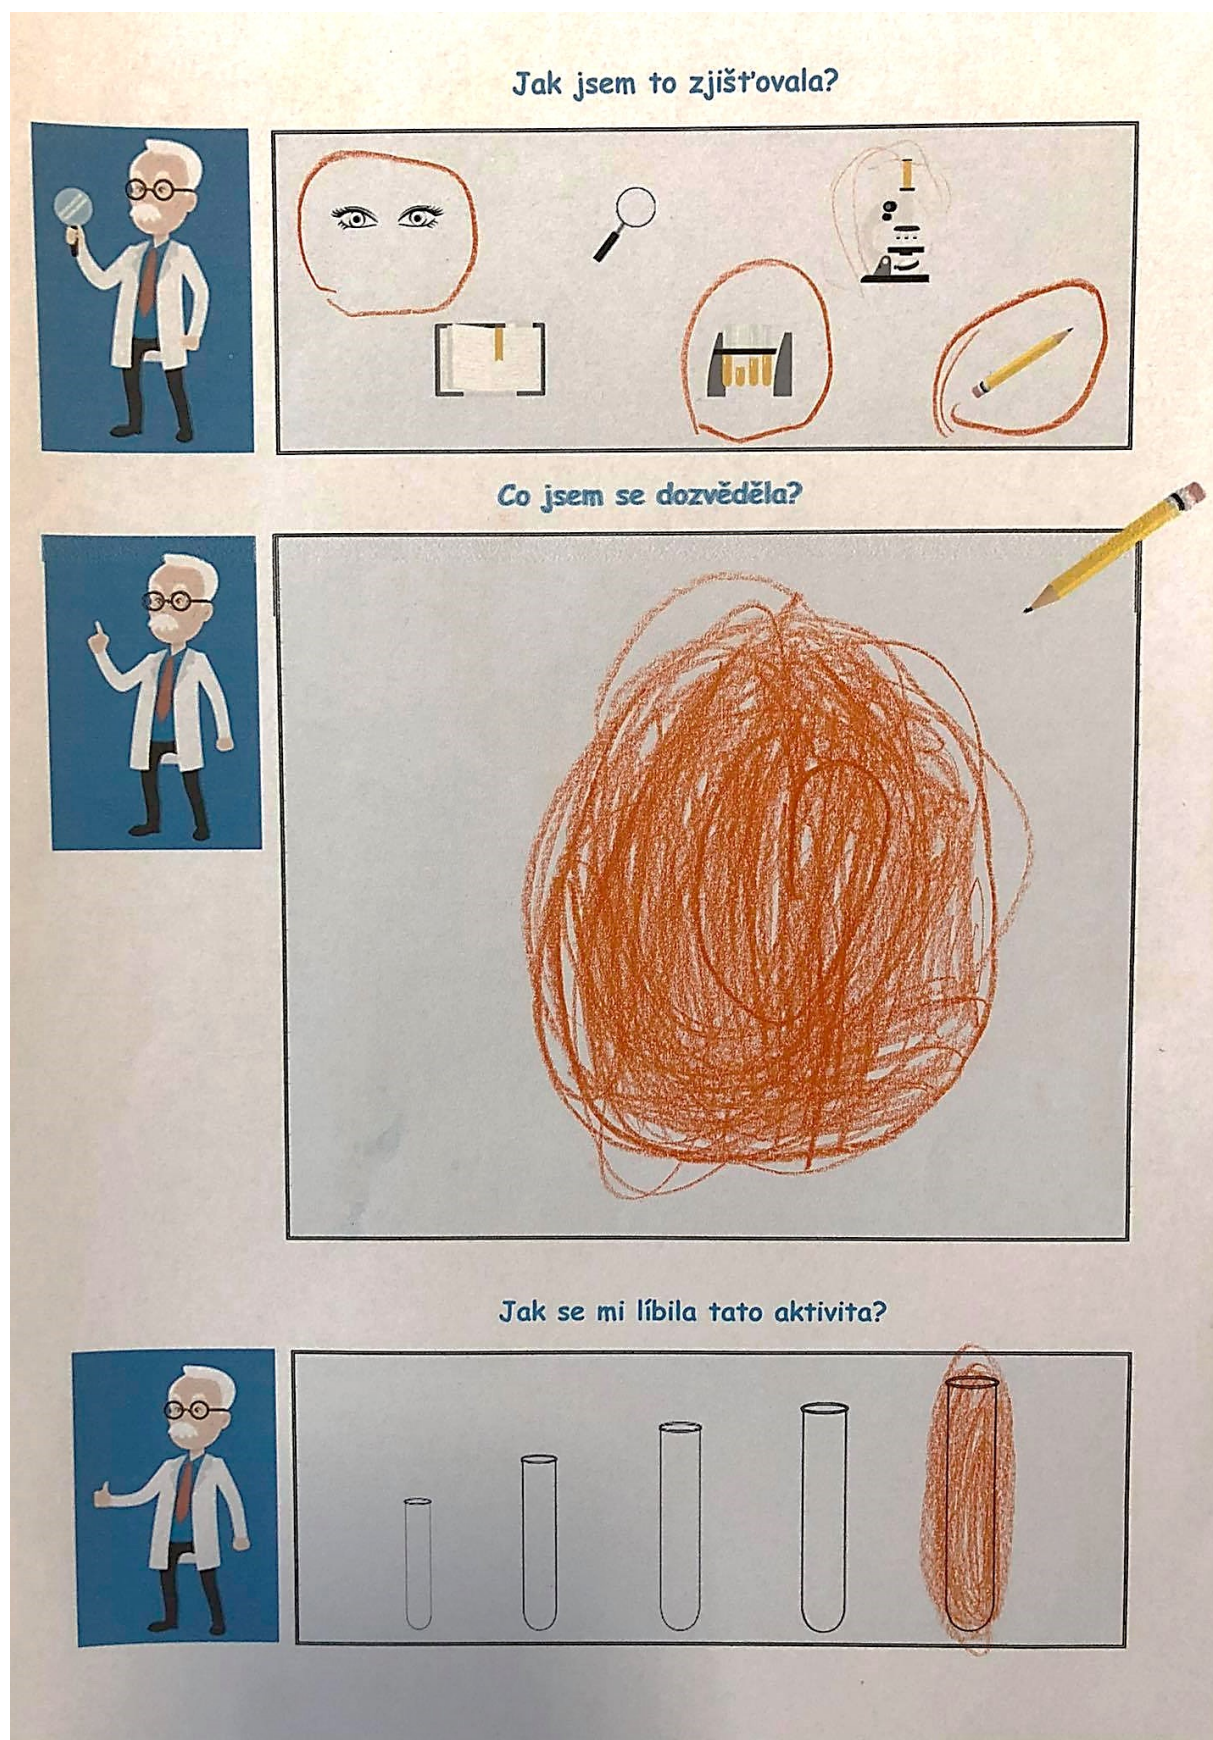 Jak jsem to zjišťovala?
Co jsem se dozvěděla?
Jak se mi líbila tato aktivita?